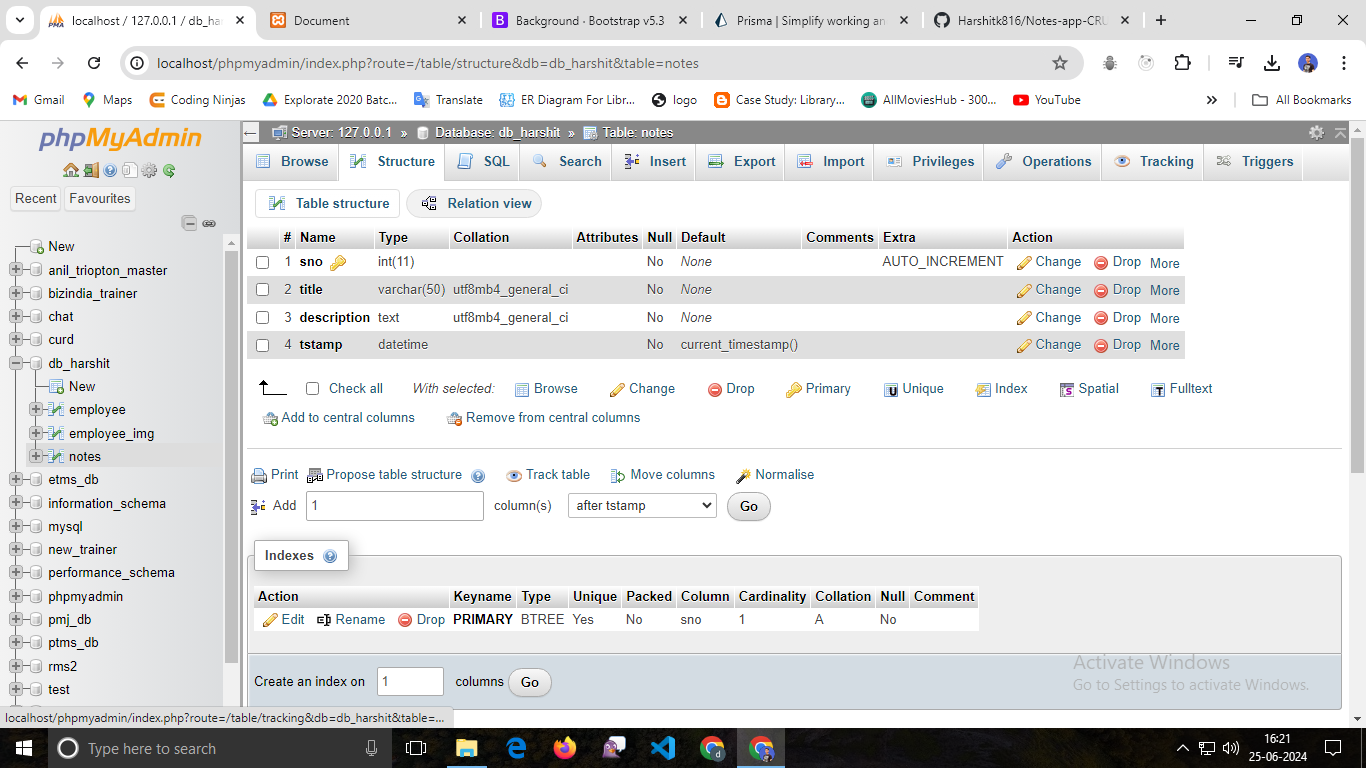 localhost / 127.0.0.1 / db_ha
Document
Background · Bootstrap v5.3
Prisma | Simplify working an
Harshitk816/Notes-app-CRU
localhost/phpmyadmin/index.php?route=/table/structure&db=db_harshit&table=notes
Gmail
Maps
Coding Ninjas
Explorate 2020 Batc...
Translate
ER Diagram For Libr...
logo
Case Study: Library...
AllMoviesHub - 300...
YouTube
All Bookmarks
phpMyAdmin
Recent
Favourites
New
anil_triopton_master
bizindia_trainer
chat
curd
db_harshit
New
employee
employee_img
notes
etms_db
information_schema
mysql
new_trainer
performance_schema
phpmyadmin
pmj_db
ptms_db
rms2
test
Server: 127.0.0.1 » Database: db_harshit » Table: notes
Browse Structure SQL Search Insert Export Import Privileges Operations Tracking Triggers
Table structure Relation view
# Name Type Collation Attributes Null Default Comments Extra Action
1 sno int(11) No None AUTO_INCREMENT Change Drop More
2 title varchar(50) utf8mb4_general_ci No None Change Drop More
3 description text utf8mb4_general_ci No None Change Drop More
4 tstamp datetime No current_timestamp() Change Drop More
Check all With selected: Browse Change Drop Primary Unique Index Spatial Fulltext
Add to central columns Remove from central columns
Print Propose table structure Track table Move columns Normalise
Add 1 column(s) after tstamp Go
Indexes
Action Keyname Type Unique Packed Column Cardinality Collation Null Comment
Edit Rename Drop PRIMARY BTREE Yes No sno 1 A No
Create an index on 1 columns Go
Activate Windows
Go to Settings to activate Windows.
localhost/phpmyadmin/index.php?route=/table/tracking&db=db_harshit&table=...
Type here to search
16:21
25-06-2024